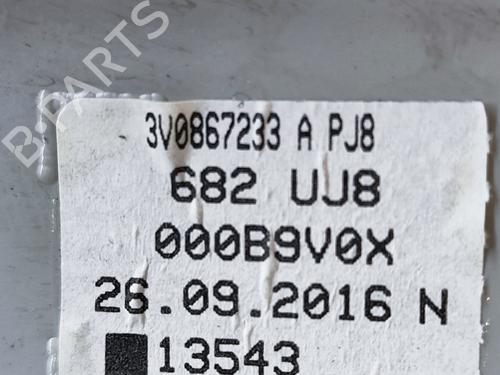 B-PARTS
3V0867233 A PJ8
682 UJ8
000B9V0X
26.09.2016 N
13543